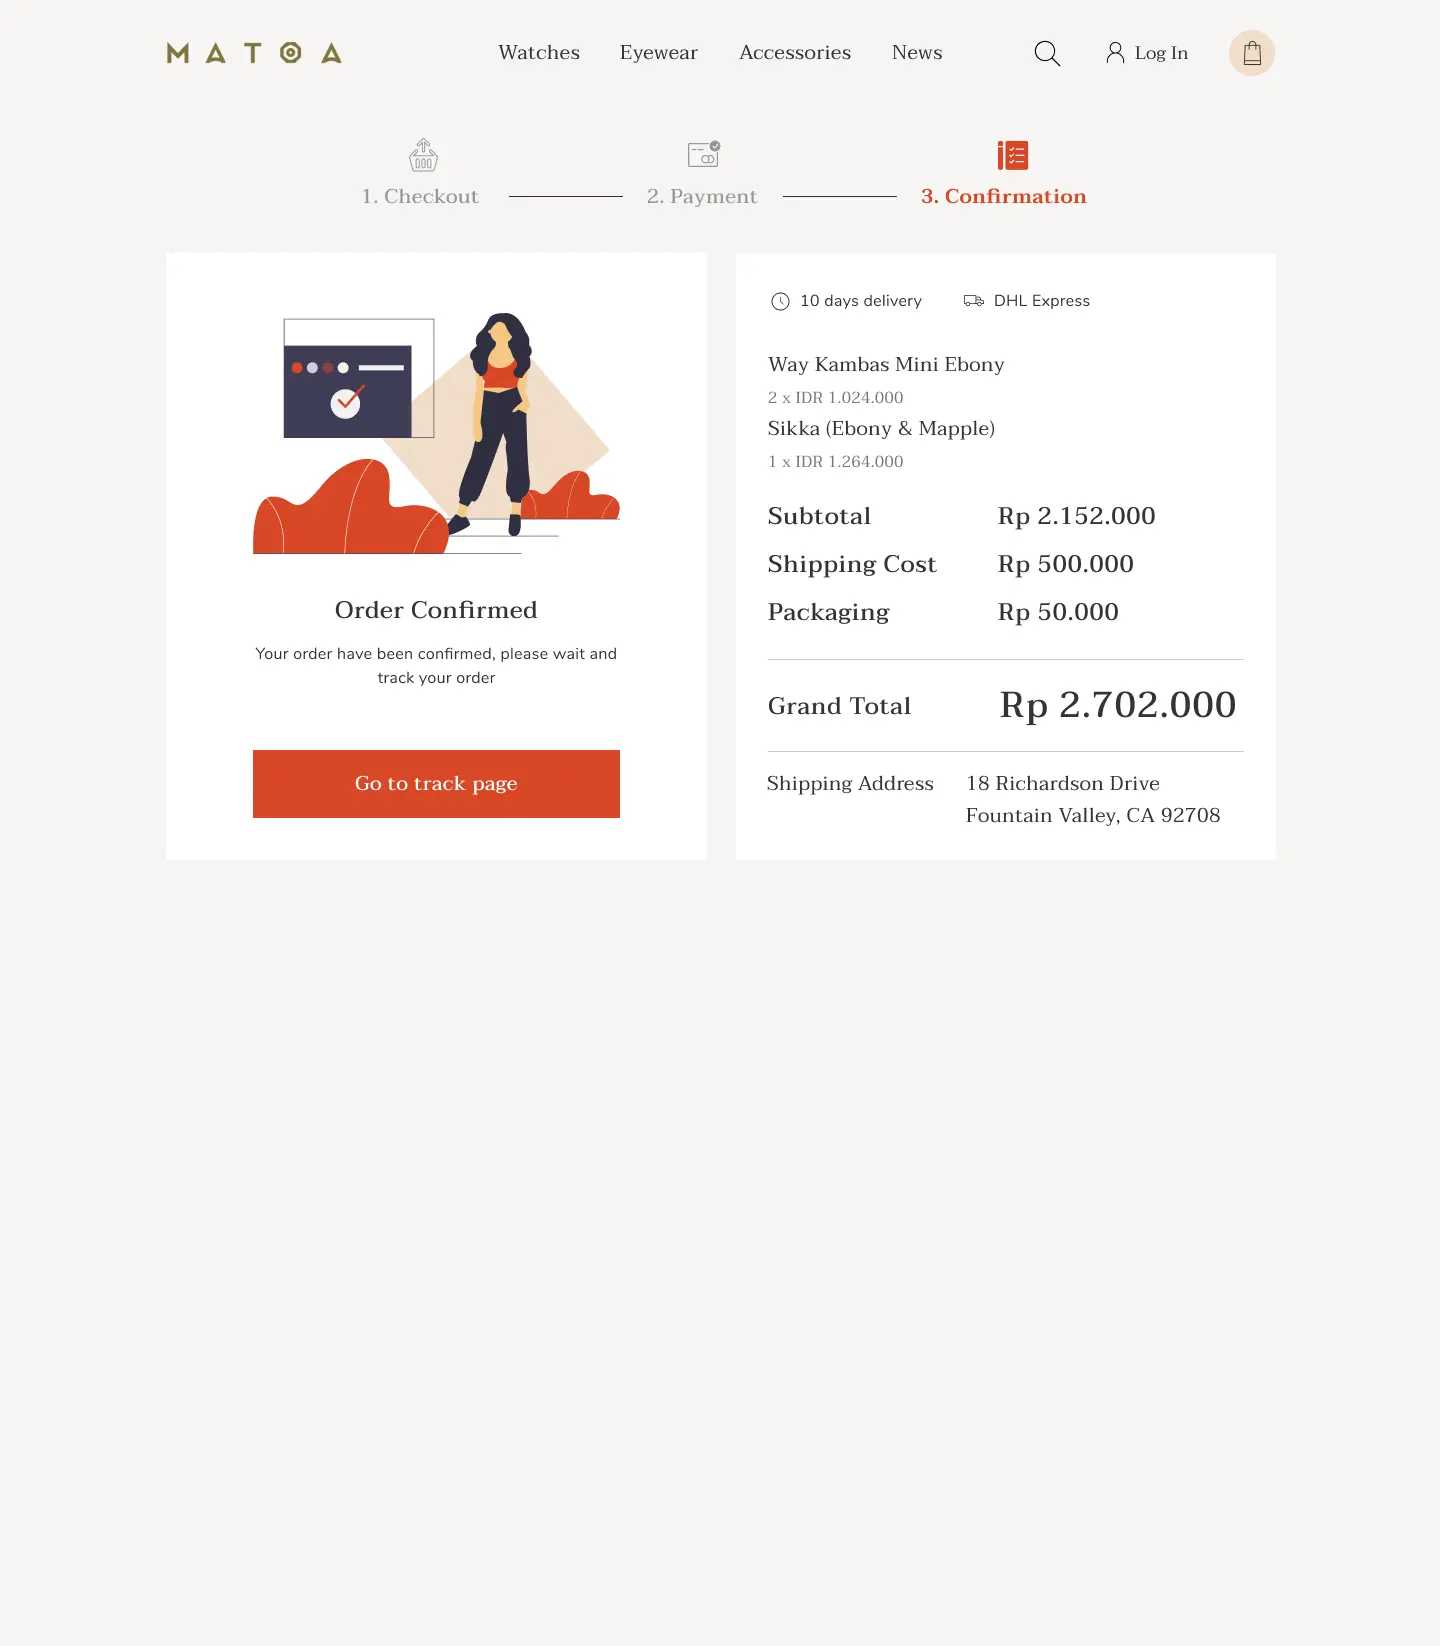 MATOA
Watches
Eyewear
Accessories
News
Log In
1. Checkout
2. Payment
3. Confirmation
Order Confirmed
Your order have been confirmed, please wait and
track your order
Go to track page
10 days delivery
DHL Express
Way Kambas Mini Ebony
2 x IDR 1.024.000
Sikka (Ebony & Mapple)
1 x IDR 1.264.000
Subtotal Rp 2.152.000
Shipping Cost Rp 500.000
Packaging Rp 50.000
Grand Total Rp 2.702.000
Shipping Address 18 Richardson Drive
Fountain Valley, CA 92708